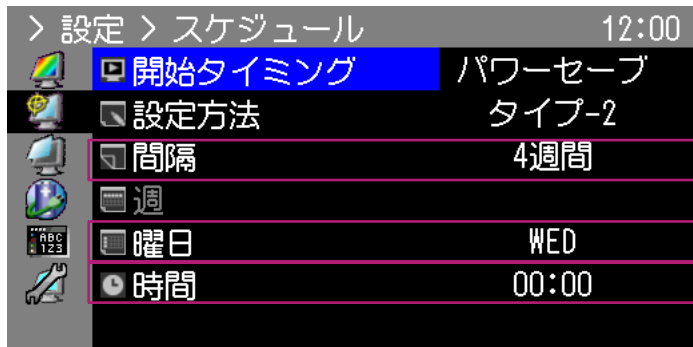 > 設定 > スケジュール 12:00
開始タイミング パワーセーブ
設定方法 タイプ-2
間隔 4週間
週
曜日 WED
ABC
123
時間 00:00